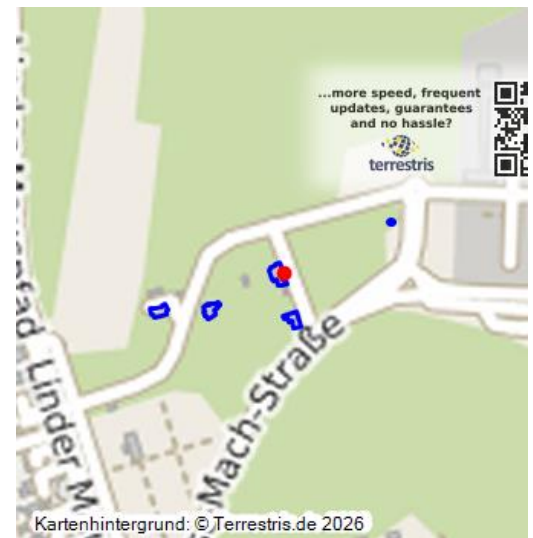 ...more speed, frequent
updates, guarantees
and no hassle?
terrestris
Linder M
Mach-Straße
Kartenhintergrund: © Terrestris.de 2026